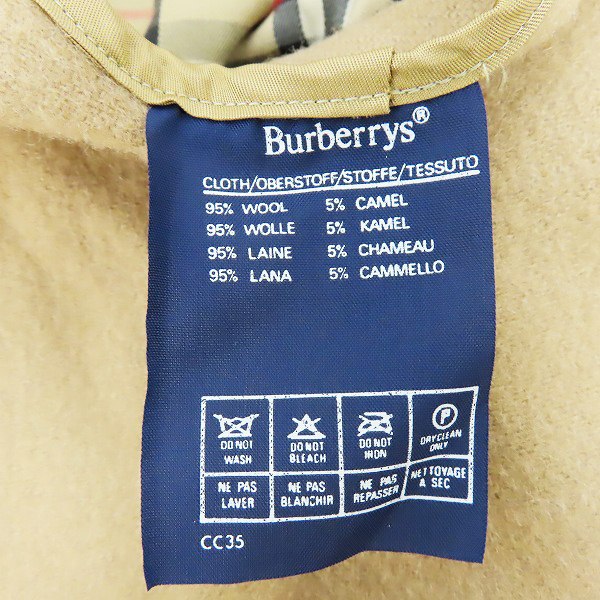 Burberrys®
CLOTH/OBERSTOFF/STOFFE/TESSUTO
95% WOOL 5% CAMEL
95% WOLLE 5% KAMEL
95% LAINE 5% CHAMEAU
95% LANA 5% CAMMELLO
A P
DO NOT WASH DO NOT BLEACH DO NOT IRON DRYCLEAN ONLY
NE PAS LAVER NE PAS BLANCHIR NE PAS REPASSER NETTOYAGE A SEC
CC35